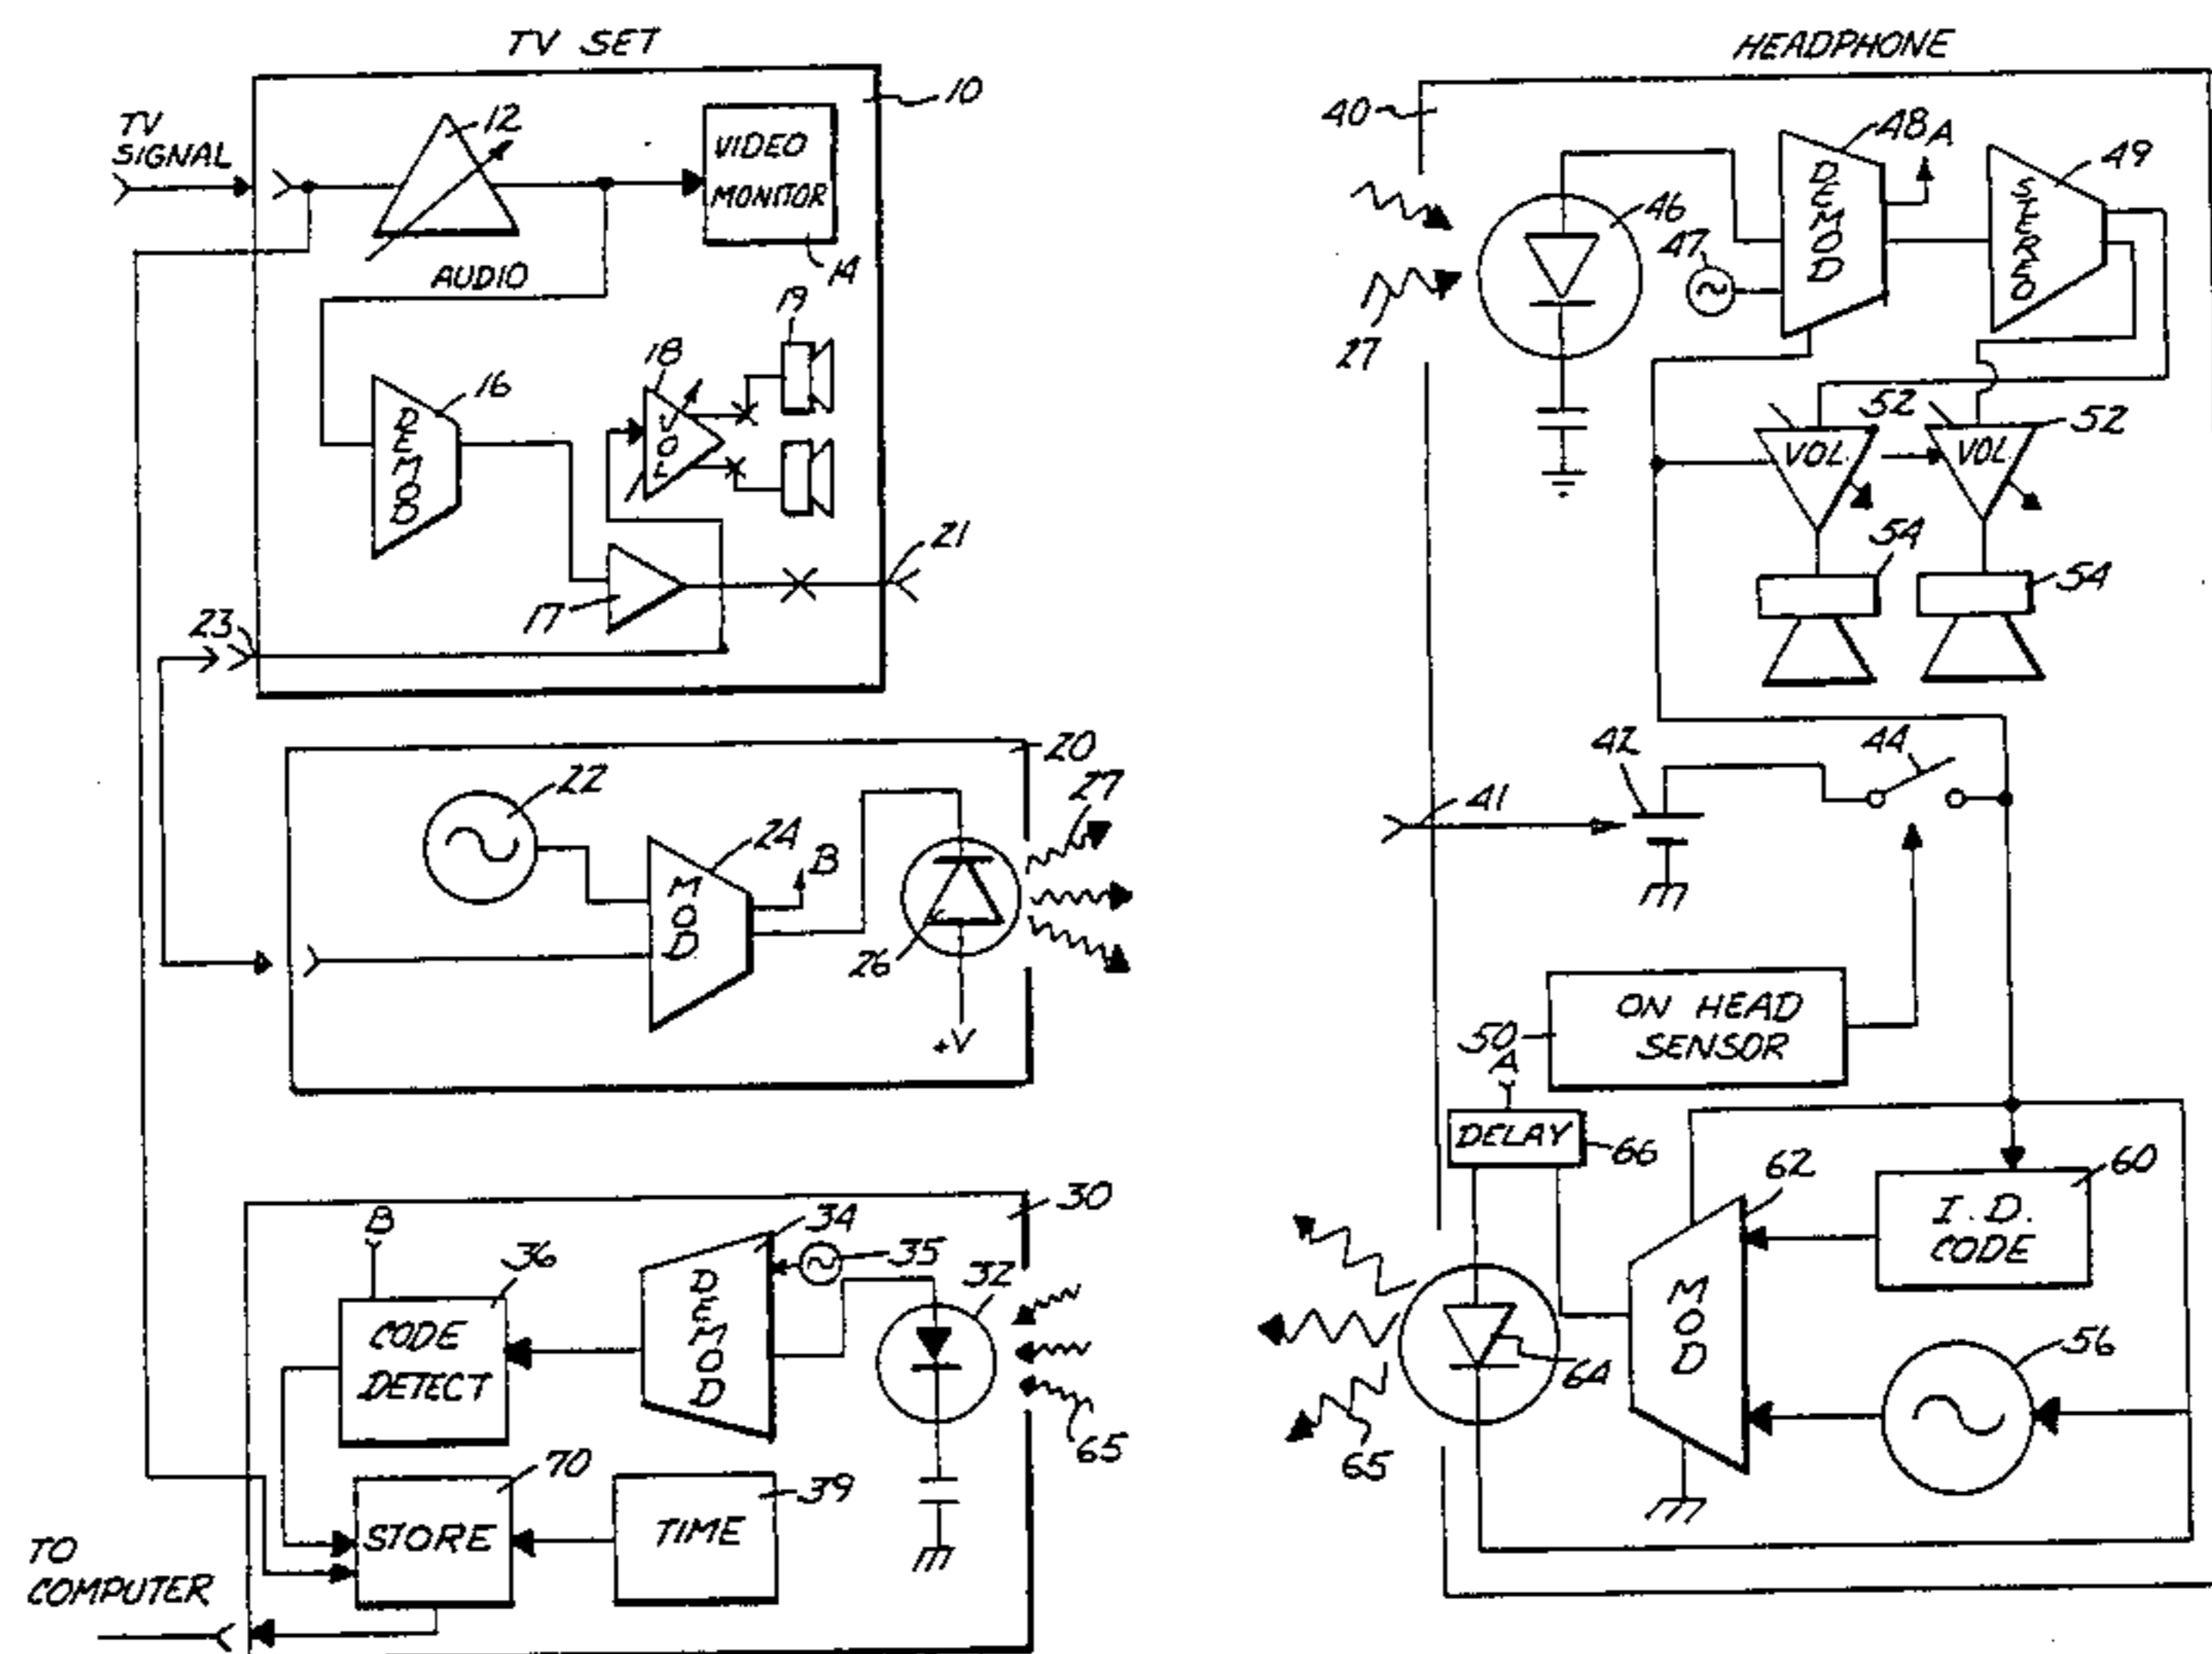 TV SET
10
TV
SIGNAL
12
VIDEO
MONITOR
14
AUDIO
19
18
VOL
16
DEMOD
17
21
23
20
22
27
24
B
MOD
26
+V
30
B
36
34
35
32
CODE
DETECT
DEMOD
65
70
39
STORE
TIME
TO
COMPUTER
HEADPHONE
40
48
A
49
DEMOD
STEREO
46
47
27
52
52
VOL.
VOL.
54
54
42
44
41
ON HEAD
SENSOR
50
A
DELAY
66
62
60
I.D.
CODE
MOD
56
64
65